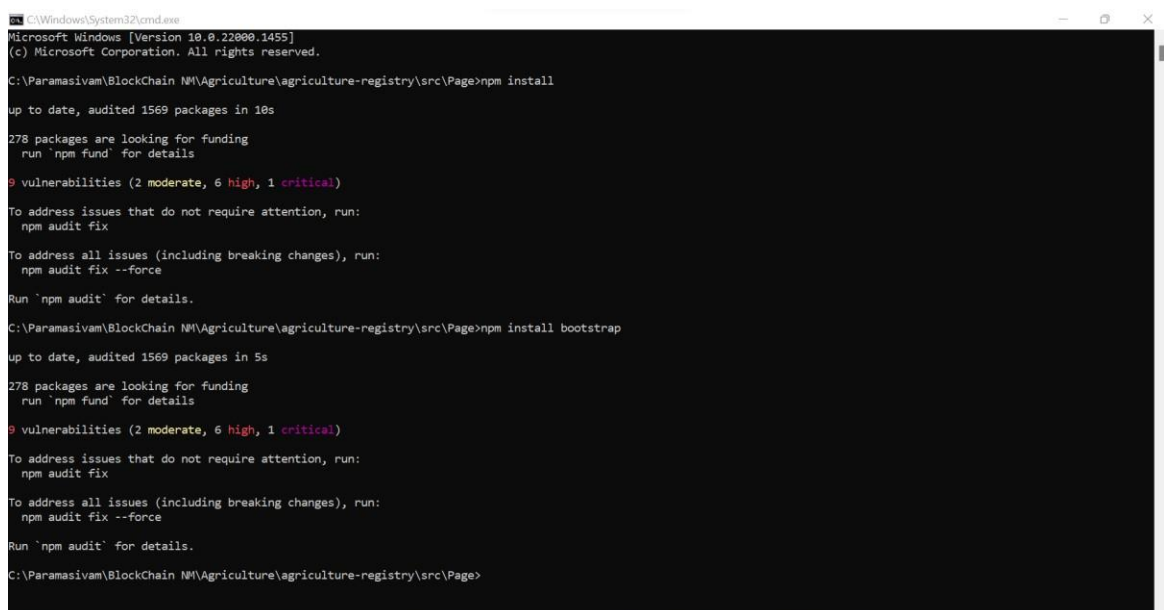 C:\Windows\System32\cmd.exe
Microsoft Windows [Version 10.0.22000.1455]
(c) Microsoft Corporation. All rights reserved.
C:\Paramasivam\BlockChain NM\Agriculture\agriculture-registry\src\Page>npm install
up to date, audited 1569 packages in 10s
278 packages are looking for funding
run `npm fund` for details
9 vulnerabilities (2 moderate, 6 high, 1 critical)
To address issues that do not require attention, run:
npm audit fix
To address all issues (including breaking changes), run:
npm audit fix --force
Run `npm audit` for details.
C:\Paramasivam\BlockChain NM\Agriculture\agriculture-registry\src\Page>npm install bootstrap
up to date, audited 1569 packages in 5s
278 packages are looking for funding
run `npm fund` for details
9 vulnerabilities (2 moderate, 6 high, 1 critical)
To address issues that do not require attention, run:
npm audit fix
To address all issues (including breaking changes), run:
npm audit fix --force
Run `npm audit` for details.
C:\Paramasivam\BlockChain NM\Agriculture\agriculture-registry\src\Page>